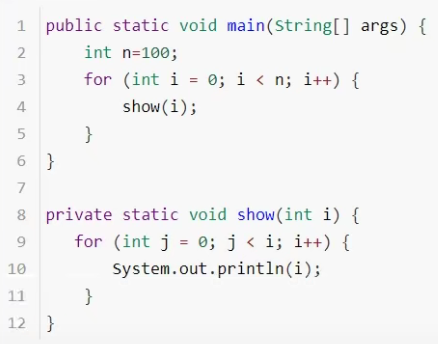 1 public static void main(String[] args) {
2 int n=100;
3 for (int i = 0; i < n; i++) {
4 show(i);
5 }
6 }
7
8 private static void show(int i) {
9 for (int j = 0; j < i; i++) {
10 System.out.println(i);
11 }
12 }